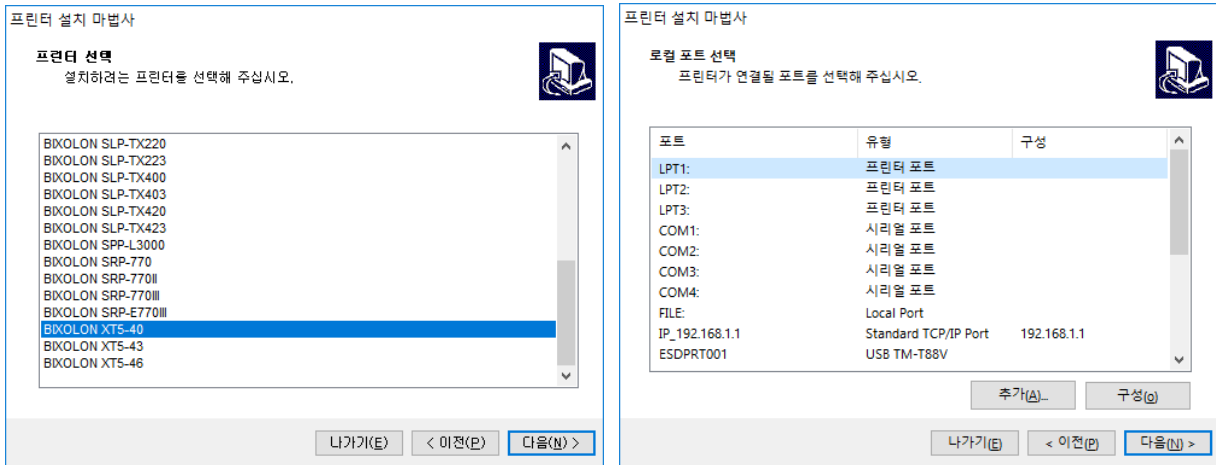 프린터 설치 마법사
프린터 선택
설치하려는 프린터를 선택해 주십시오.
BIXOLON SLP-TX220
BIXOLON SLP-TX223
BIXOLON SLP-TX400
BIXOLON SLP-TX403
BIXOLON SLP-TX420
BIXOLON SLP-TX423
BIXOLON SPP-L3000
BIXOLON SRP-770
BIXOLON SRP-770II
BIXOLON SRP-770III
BIXOLON SRP-E770III
BIXOLON XT5-40
BIXOLON XT5-43
BIXOLON XT5-46
나가기(E) < 이전(P) 다음(N) >
프린터 설치 마법사
로컬 포트 선택
프린터가 연결될 포트를 선택해 주십시오.
포트 유형 구성
LPT1: 프린터 포트
LPT2: 프린터 포트
LPT3: 프린터 포트
COM1: 시리얼 포트
COM2: 시리얼 포트
COM3: 시리얼 포트
COM4: 시리얼 포트
FILE: Local Port
IP_192.168.1.1 Standard TCP/IP Port 192.168.1.1
ESDPRT001 USB TM-T88V
추가(A)... 구성(o)
나가기(E) < 이전(P) 다음(N) >